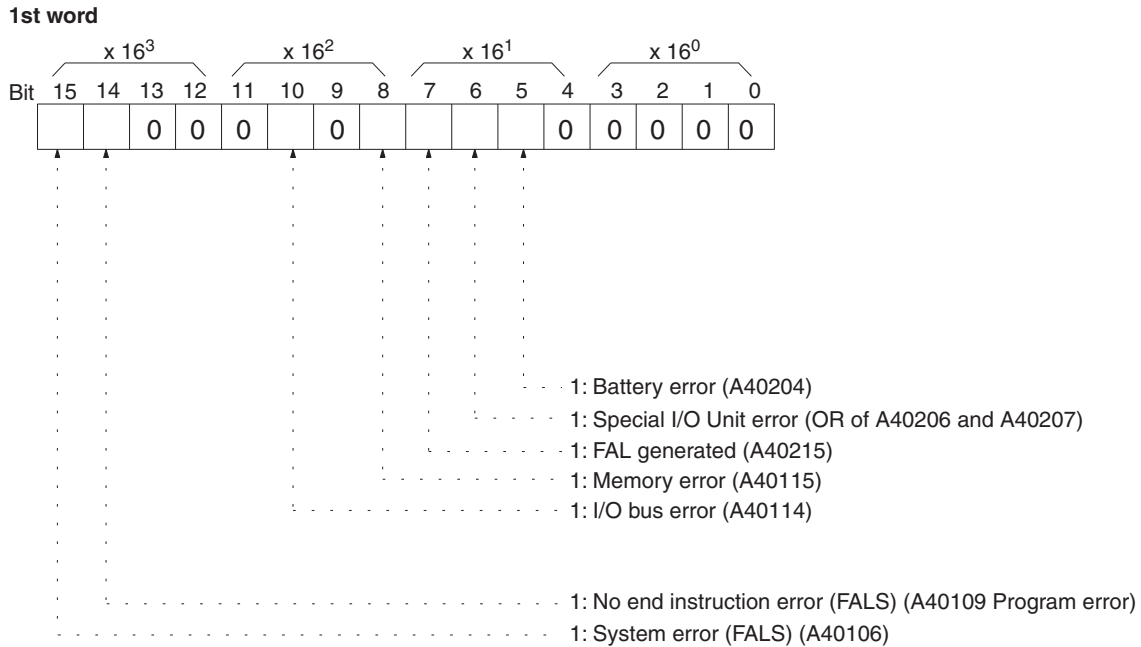 1st word
x 16³ x 16² x 16¹ x 16⁰
Bit 15 14 13 12 11 10 9 8 7 6 5 4 3 2 1 0
0 0 0 0 0 0 0 0 0
1: Battery error (A40204)
1: Special I/O Unit error (OR of A40206 and A40207)
1: FAL generated (A40215)
1: Memory error (A40115)
1: I/O bus error (A40114)
1: No end instruction error (FALS) (A40109 Program error)
1: System error (FALS) (A40106)